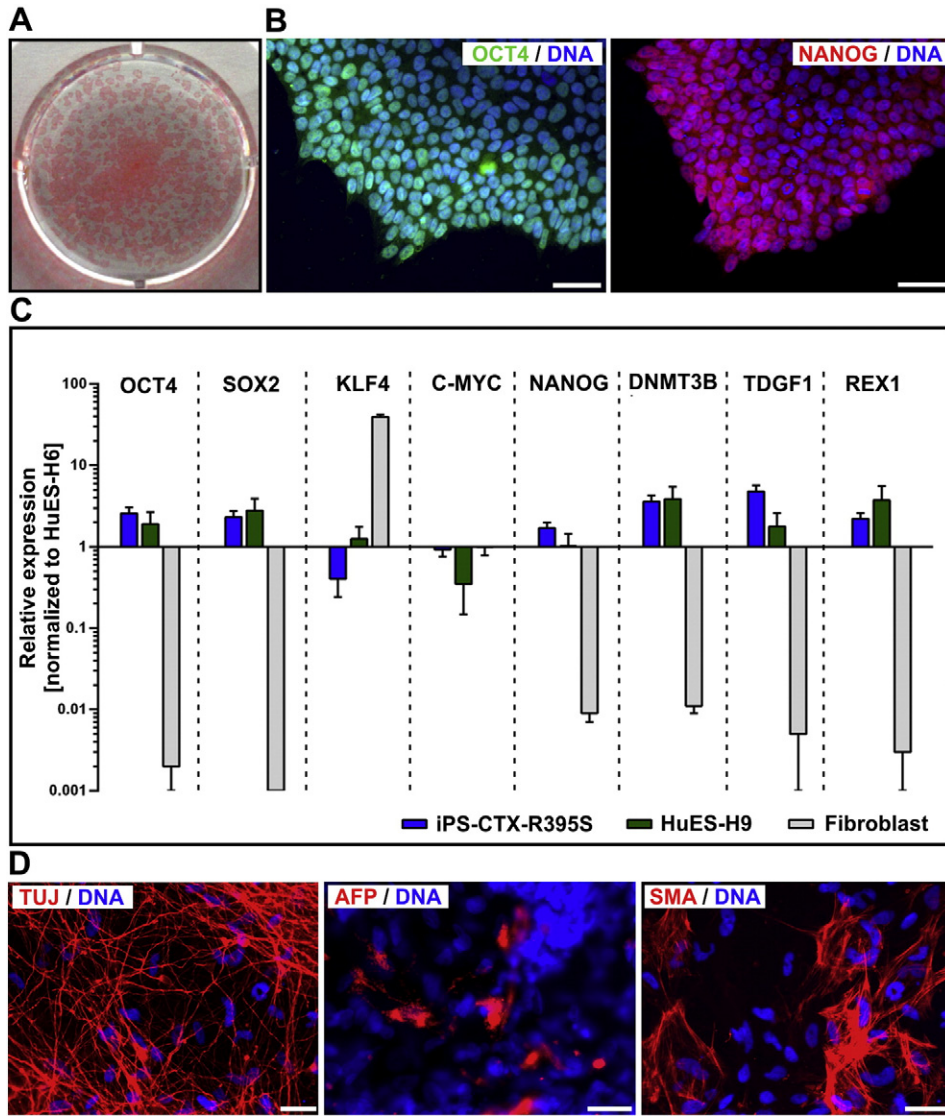 A
B
OCT4 / DNA
NANOG / DNA
C
OCT4 SOX2 KLF4 C-MYC NANOG DNMT3B TDGF1 REX1
Relative expression
[normalized to HuES-H6]
100
10
1
0.1
0.01
0.001
iPS-CTX-R395S HuES-H9 Fibroblast
D
TUJ / DNA
AFP / DNA
SMA / DNA